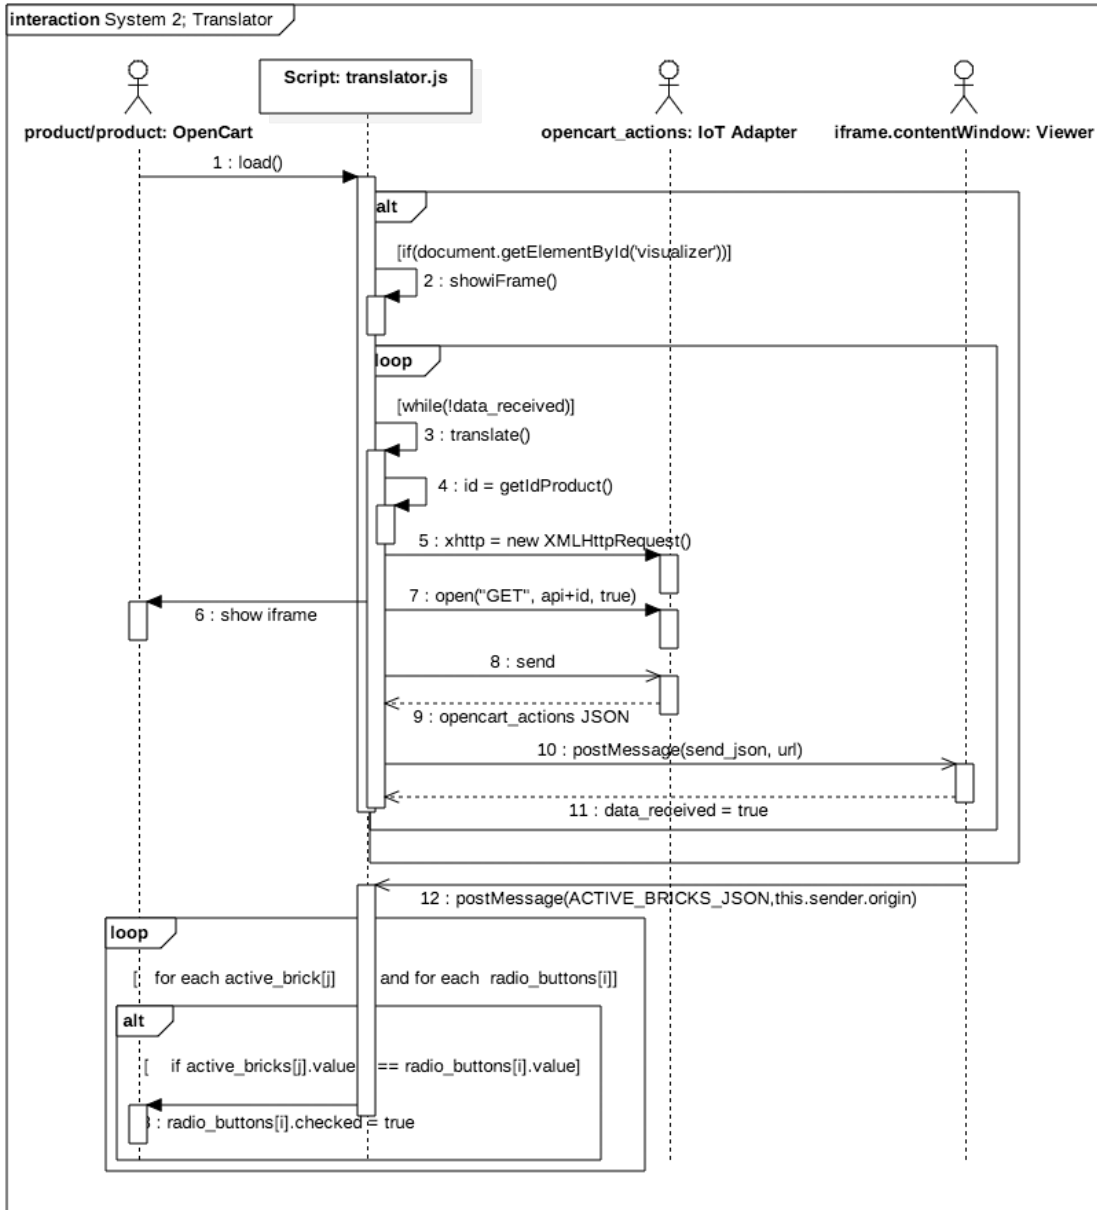 interaction System 2; Translator
Script: translator.js
product/product: OpenCart
opencart_actions: IoT Adapter
iframe.contentWindow: Viewer
1 : load()
alt
[if(document.getElementById('visualizer'))]
2 : showiFrame()
loop
[while(!data_received)]
3 : translate()
4 : id = getIdProduct()
5 : xhttp = new XMLHttpRequest()
7 : open("GET", api+id, true)
6 : show iframe
8 : send
9 : opencart_actions JSON
10 : postMessage(send_json, url)
11 : data_received = true
12 : postMessage(ACTIVE_BRICKS_JSON,this.sender.origin)
loop
[ for each active_brick[j] and for each radio_buttons[i]]
alt
[ if active_bricks[j].value == radio_buttons[i].value]
: radio_buttons[i].checked = true